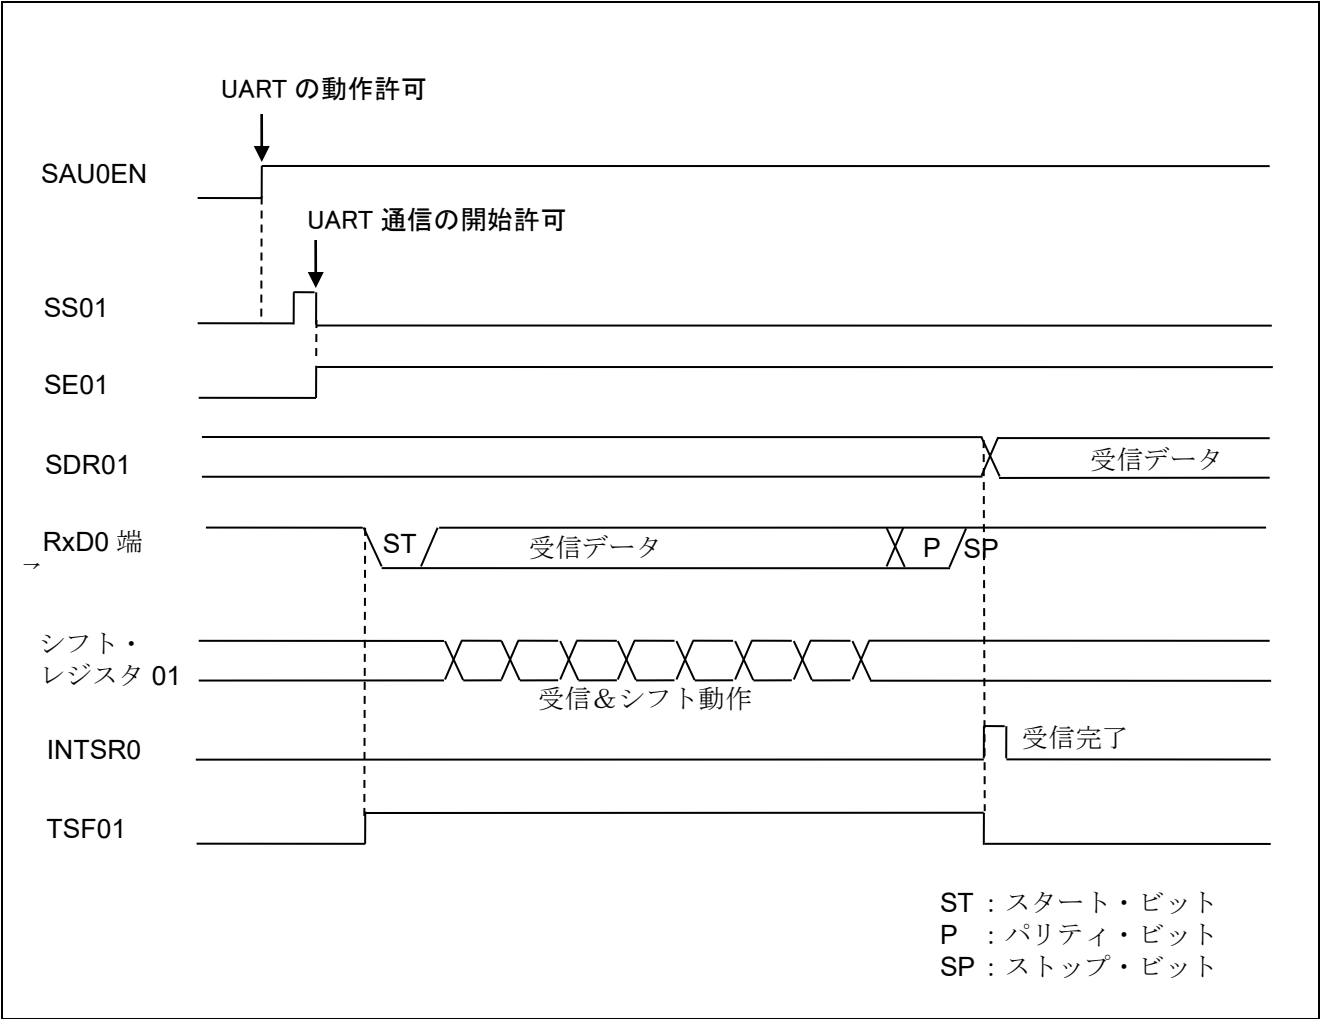 UART の動作許可
SAU0EN
UART 通信の開始許可
SS01
SE01
SDR01
受信データ
RxD0 端
ST
受信データ
P
SP
シフト・
レジスタ 01
受信＆シフト動作
INTSR0
受信完了
TSF01
ST ：スタート・ビット
P ：パリティ・ビット
SP：ストップ・ビット